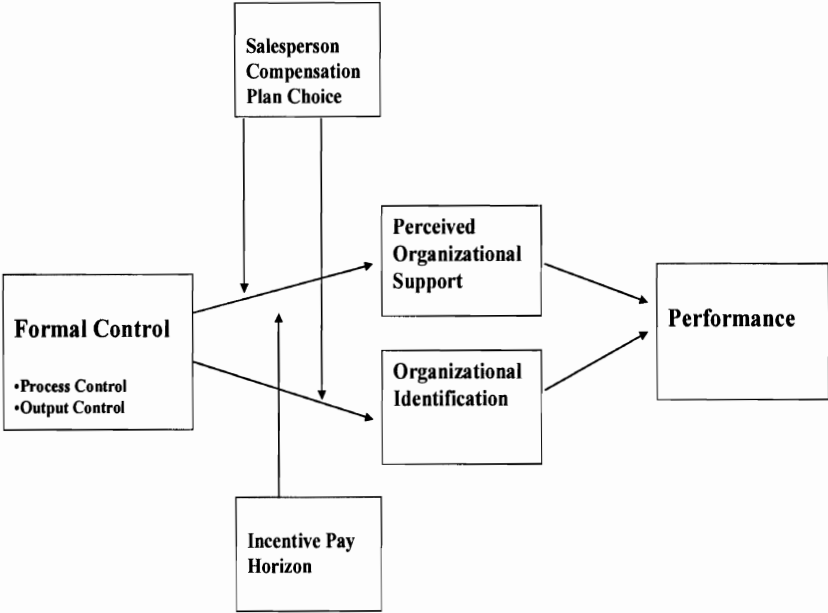 Salesperson
Compensation
Plan Choice
Perceived
Organizational
Support
Formal Control
•Process Control
•Output Control
Performance
Organizational
Identification
Incentive Pay
Horizon